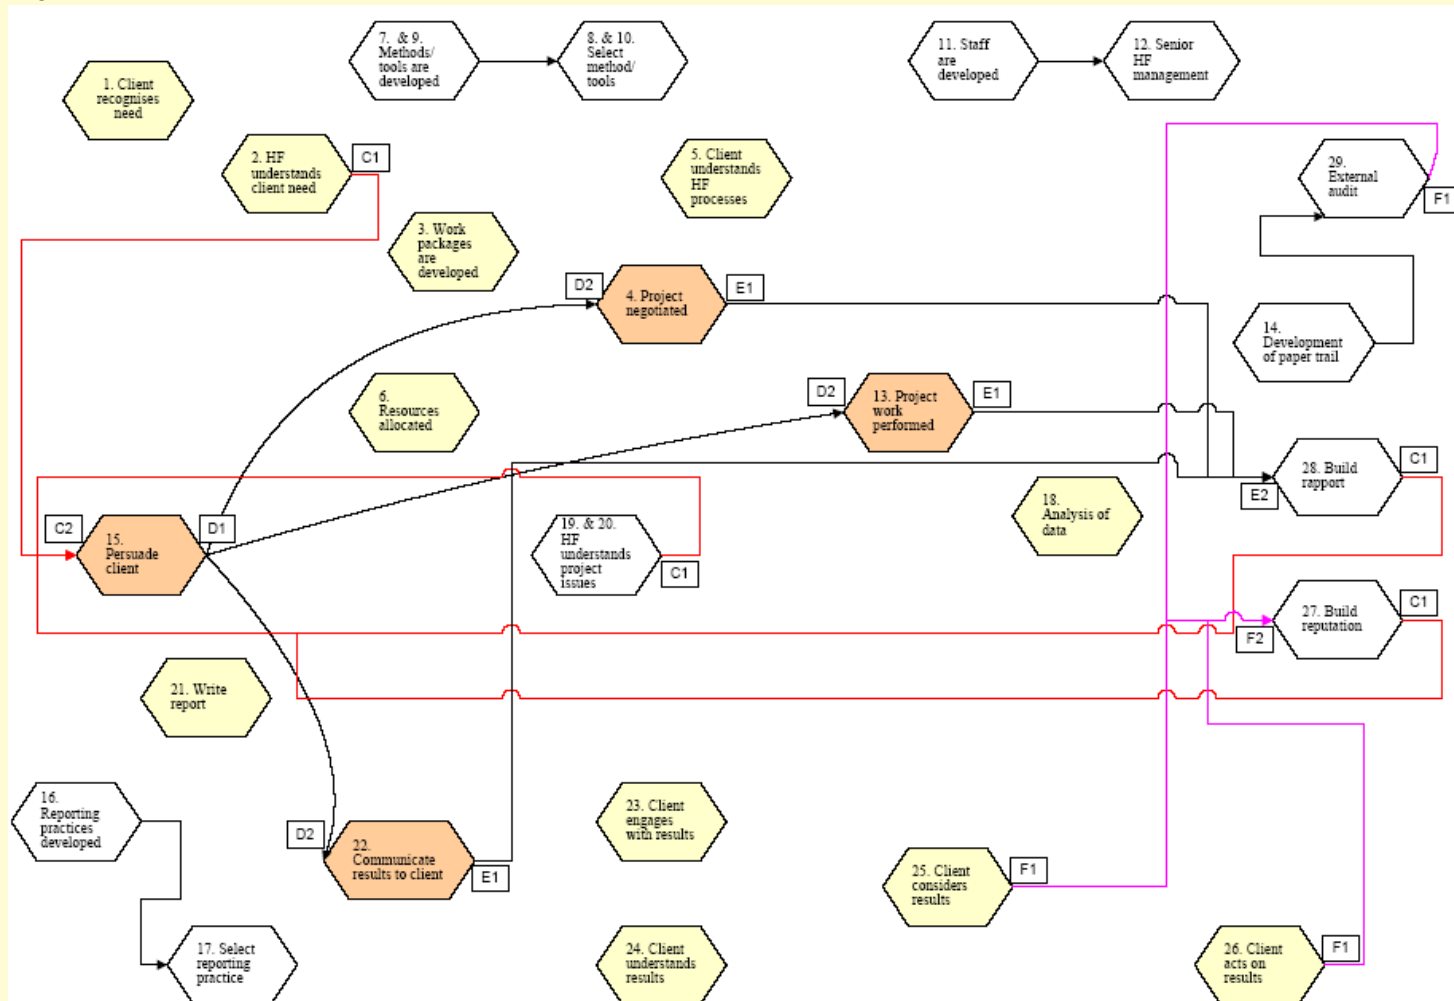 7. & 9.
Methods/
tools are
developed
8. & 10.
Select
method/
tools
11. Staff
are
developed
12. Senior
HF
management
1. Client
recognises
need
2. HF
understands
client need
C1
5. Client
understands
HF
processes
29.
External
audit
F1
3. Work
packages
are
developed
D2
4. Project
negotiated
E1
14.
Development
of paper trail
6.
Resources
allocated
D2
13. Project
work
performed
E1
28. Build
rapport
C1
E2
18.
Analysis of
data
C2
15.
Persuade
client
D1
19. & 20.
HF
understands
project
issues
C1
27. Build
reputation
C1
F2
21. Write
report
16.
Reporting
practices
developed
D2
22.
Communicate
results to client
E1
23. Client
engages
with results
25. Client
considers
results
F1
17. Select
reporting
practice
24. Client
understands
results
26. Client
acts on
results
F1